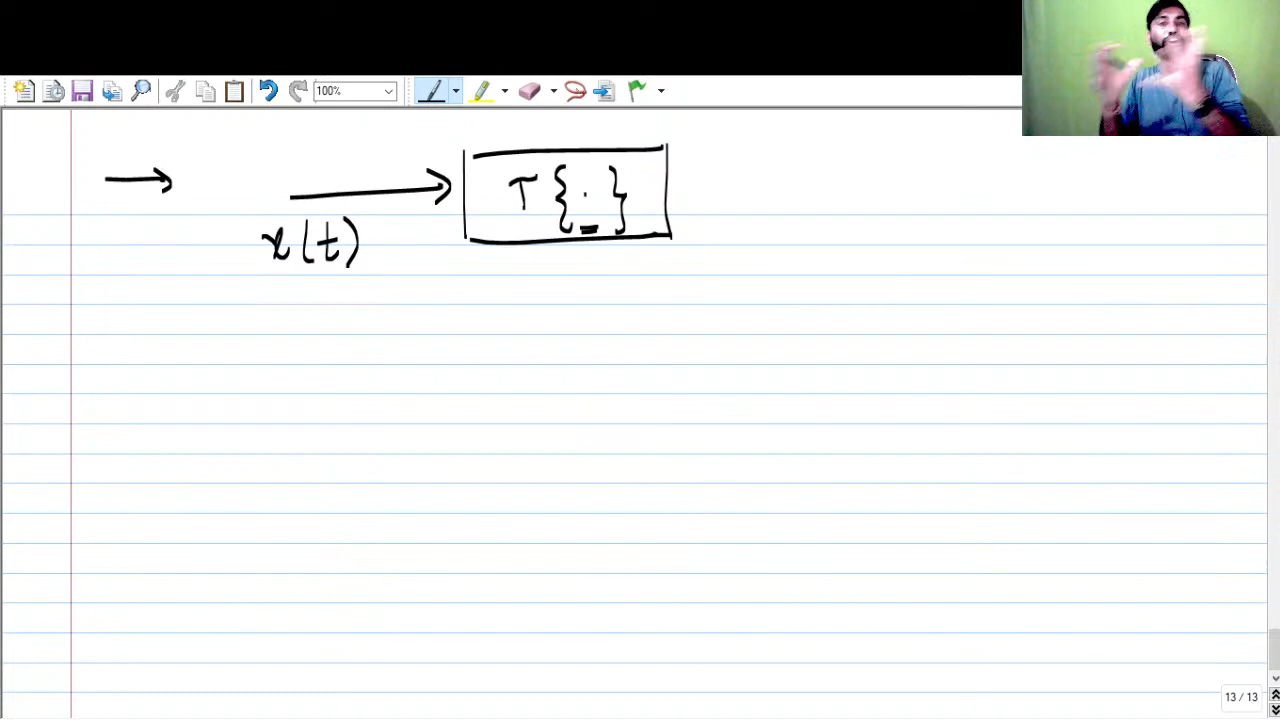 100%
T { . }
x(t)
13 / 13